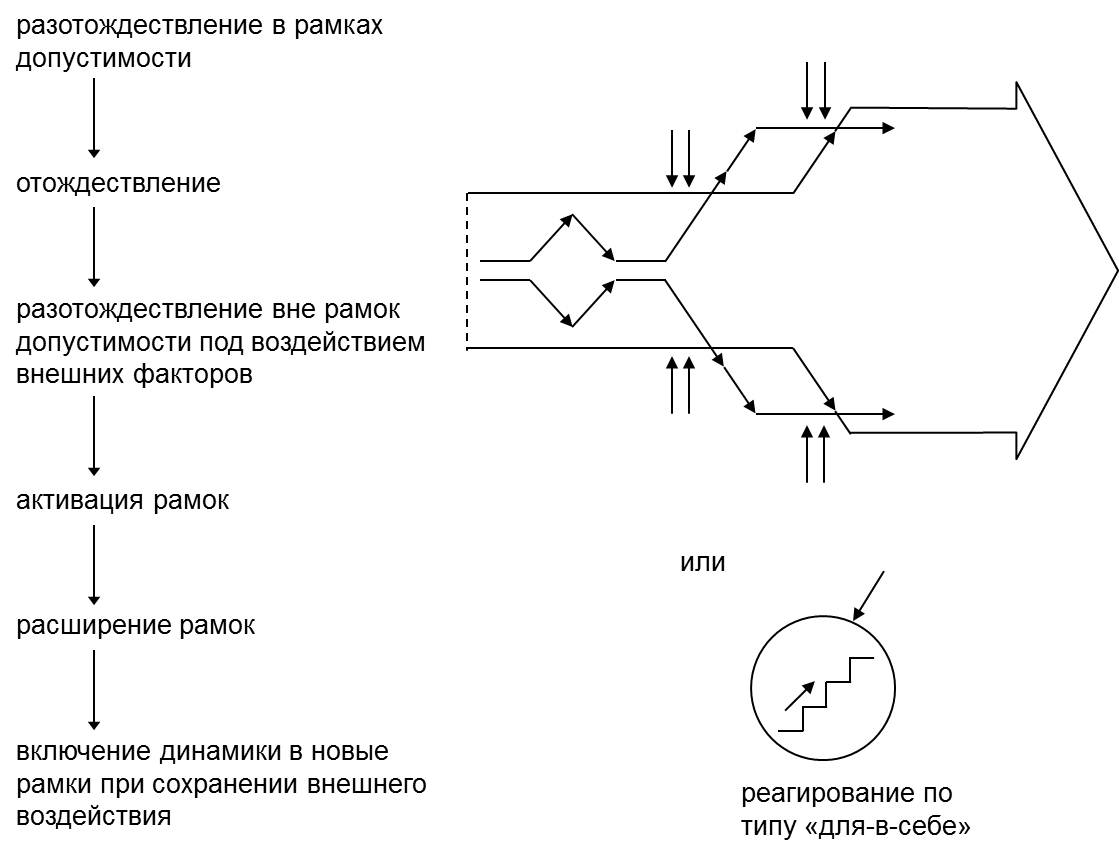 разотождествление в рамках
допустимости
отождествление
разотождествление вне рамок
допустимости под воздействием
внешних факторов
активация рамок
расширение рамок
включение динамики в новые
рамки при сохранении внешнего
воздействия
или
реагирование по
типу «для-в-себе»